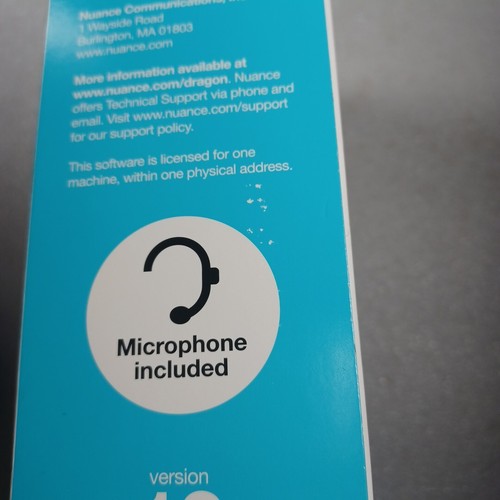 Nuance Communications,
1 Wayside Road
Burlington, MA 01803
www.nuance.com
More information available at
www.nuance.com/dragon. Nuance
offers Technical Support via phone and
email. Visit www.nuance.com/support
for our support policy.
This software is licensed for one
machine, within one physical address.
Microphone
included
version